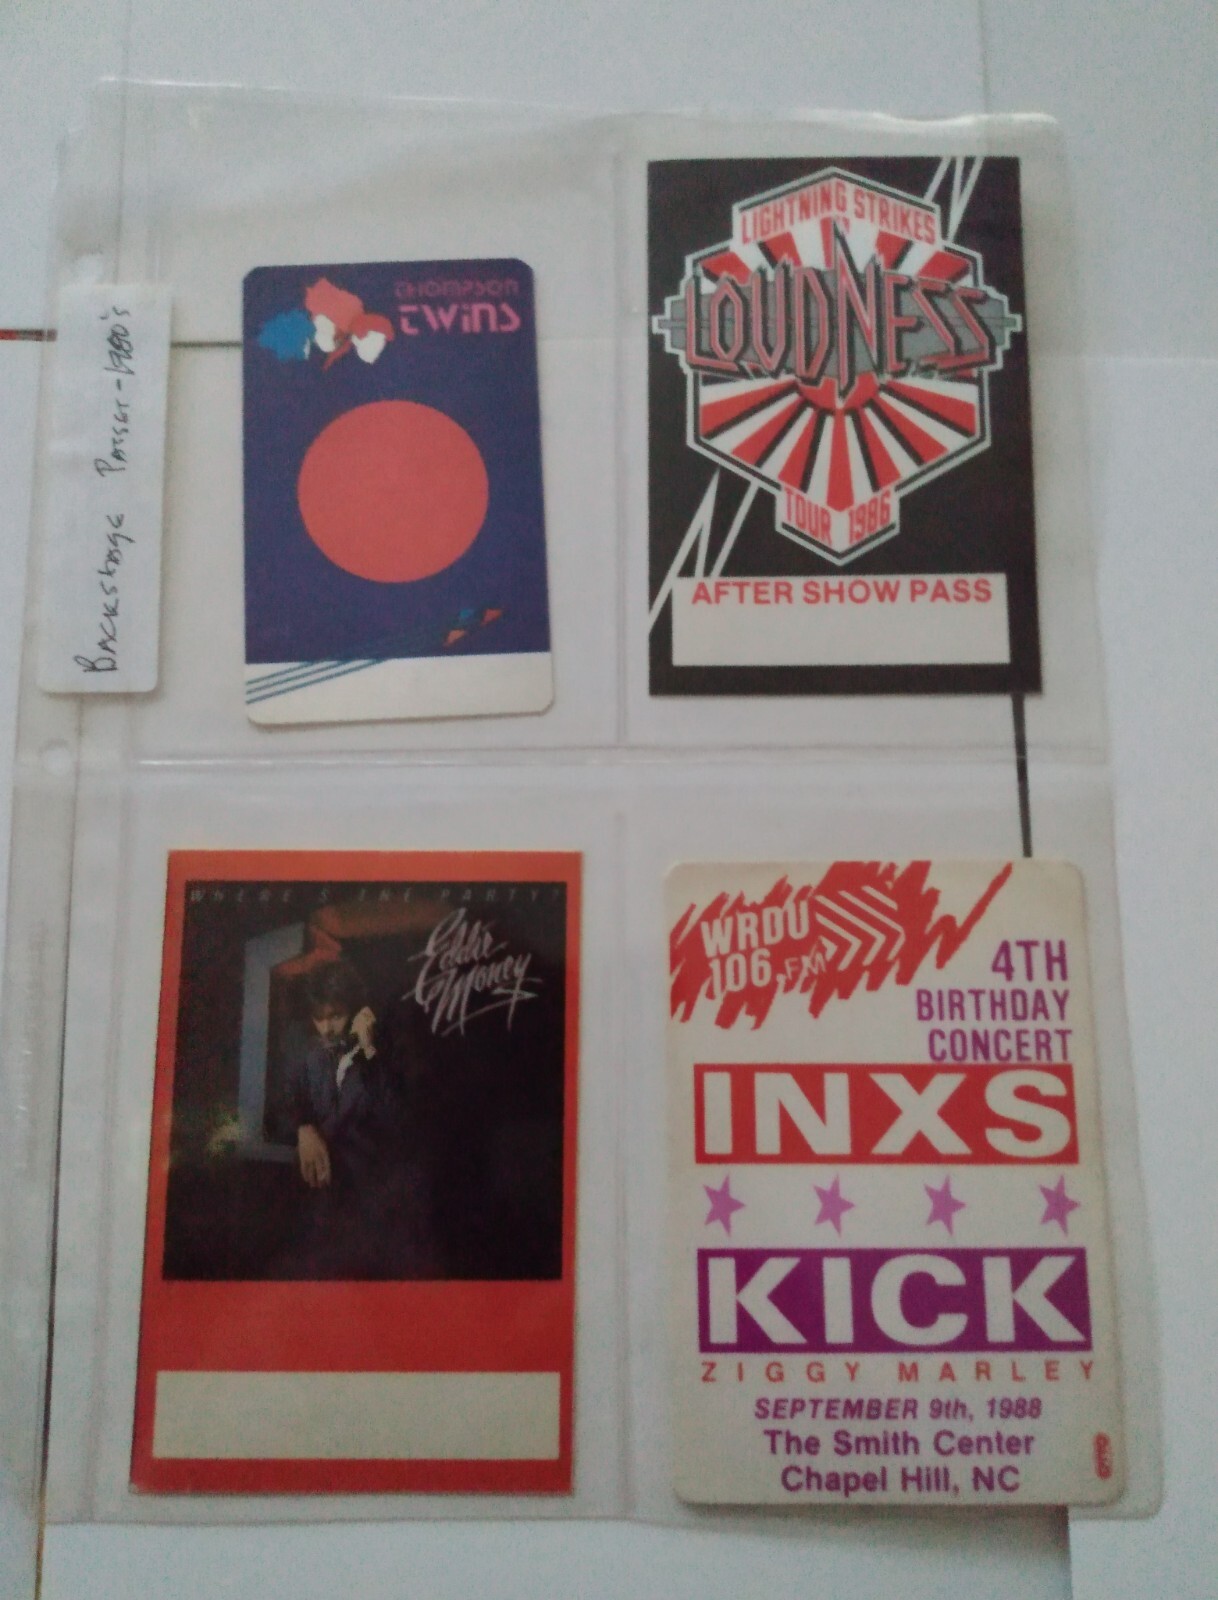 BACKSTAGE PASSES - 1980's
THOMPSON
TWINS
LIGHTNING STRIKES
LOUDNESS
TOUR 1986
AFTER SHOW PASS
WHERE'S THE PARTY?
Eddie
Money
WRDU
106.FM
4TH
BIRTHDAY
CONCERT
INXS
KICK
ZIGGY MARLEY
SEPTEMBER 9th, 1988
The Smith Center
Chapel Hill, NC
OTTO